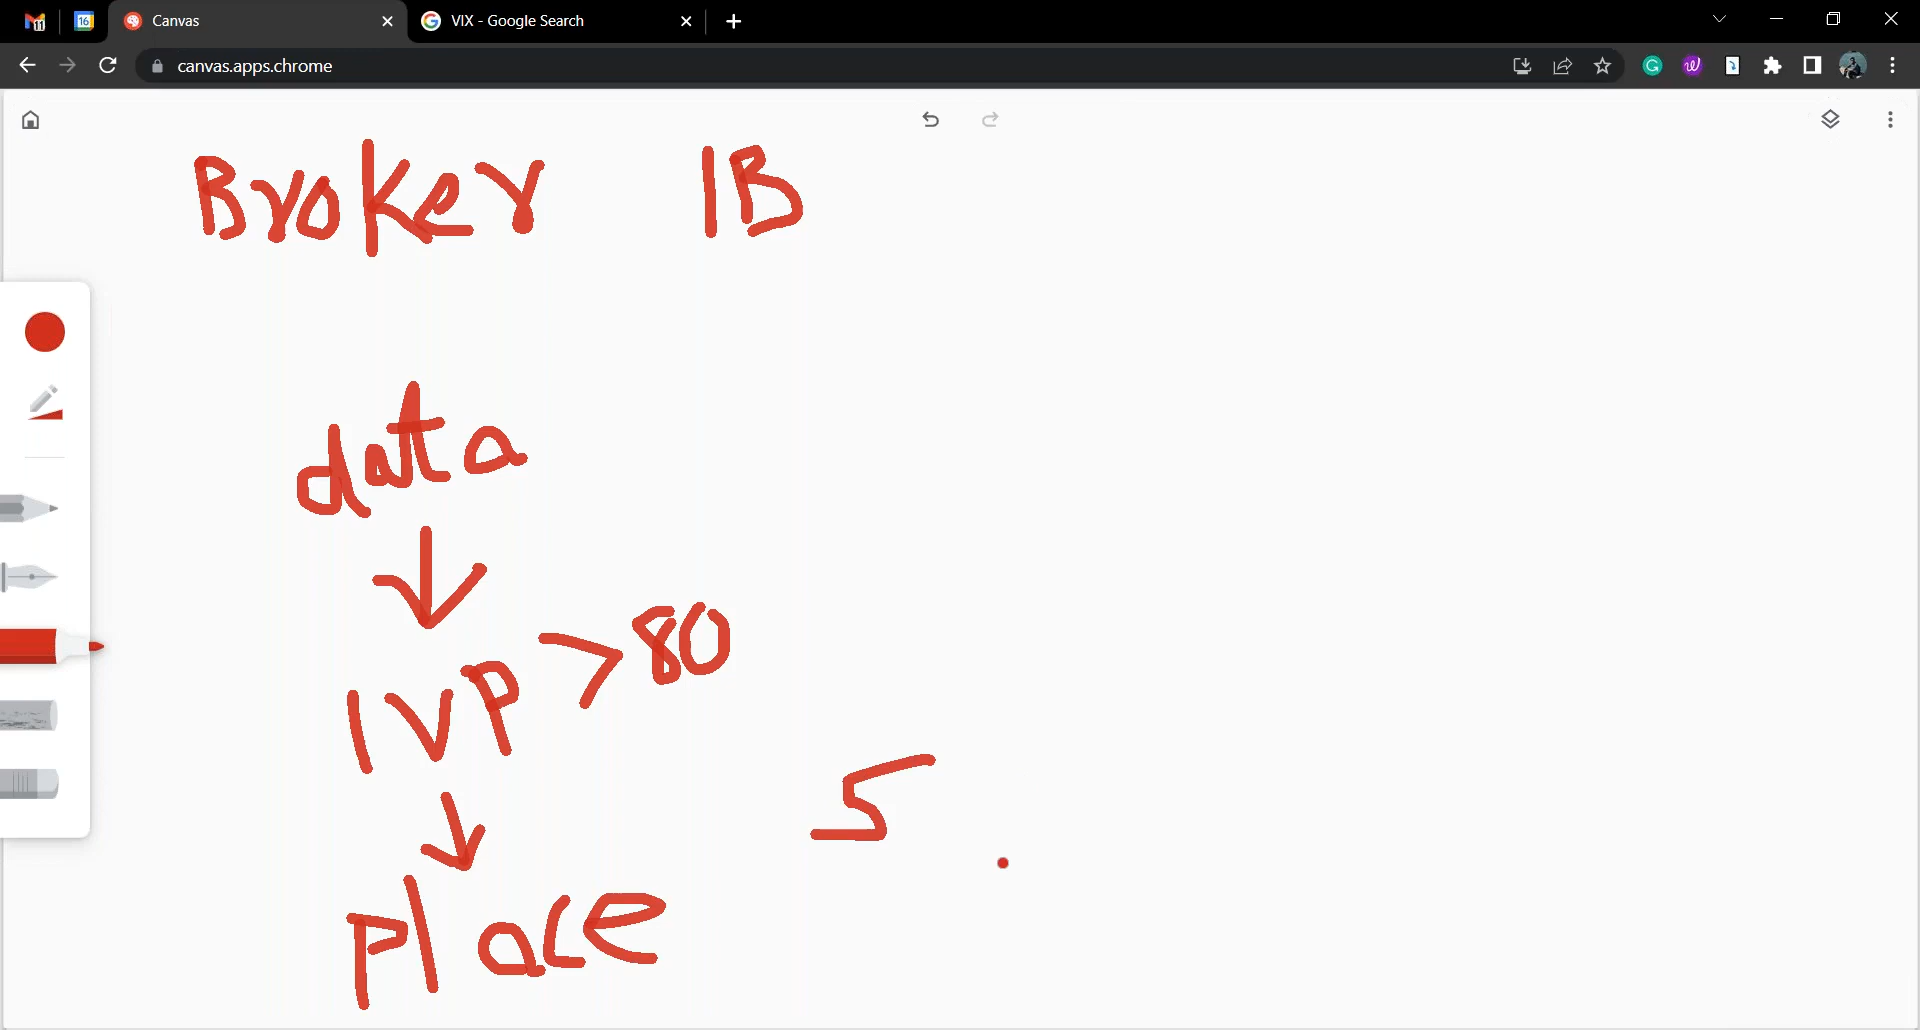 Canvas
VIX - Google Search
canvas.apps.chrome
Broker IB
data
IVP > 80
5
place